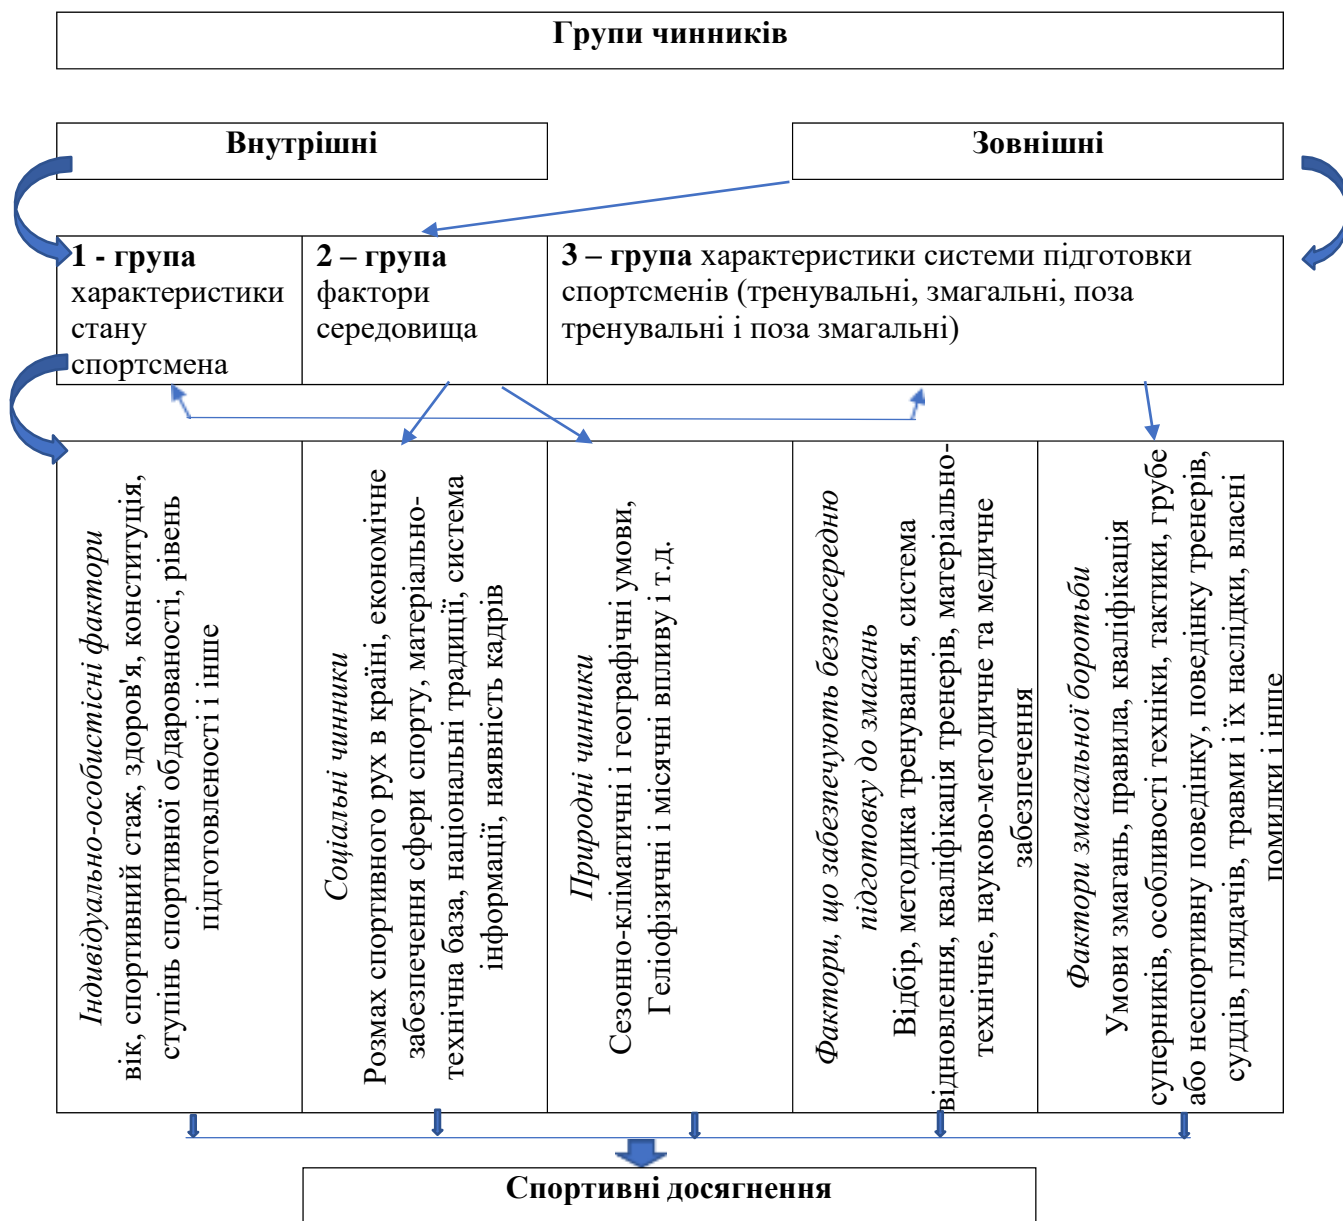 Групи чинників
Внутрішні
Зовнішні
1 - група
характеристики
стану
спортсмена
2 – група
фактори
середовища
3 – група характеристики системи підготовки
спортсменів (тренувальні, змагальні, поза
тренувальні і поза змагальні)
Індивідуально-особистісні фактори
вік, спортивний стаж, здоров'я, конституція,
ступінь спортивної обдарованості, рівень
підготовленості і інше
Соціальні чинники
Розмах спортивного рух в країні, економічне
забезпечення сфери спорту, матеріально-
технічна база, національні традиції, система
інформації, наявність кадрів
Природні чинники
Сезонно-кліматичні і географічні умови,
Геліофізичні і місячні впливу і т.д.
Фактори, що забезпечують безпосередню
підготовку до змагань
Відбір, методика тренування, система
відновлення, кваліфікація тренерів, матеріально-
технічне, науково-методичне та медичне
забезпечення
Фактори змагальної боротьби
Умови змагань, правила, кваліфікація
суперників, особливості техніки, тактики, грубе
або неспортивну поведінку, поведінку тренерів,
суддів, глядачів, травми і їх наслідки, власні
помилки і інше
Спортивні досягнення